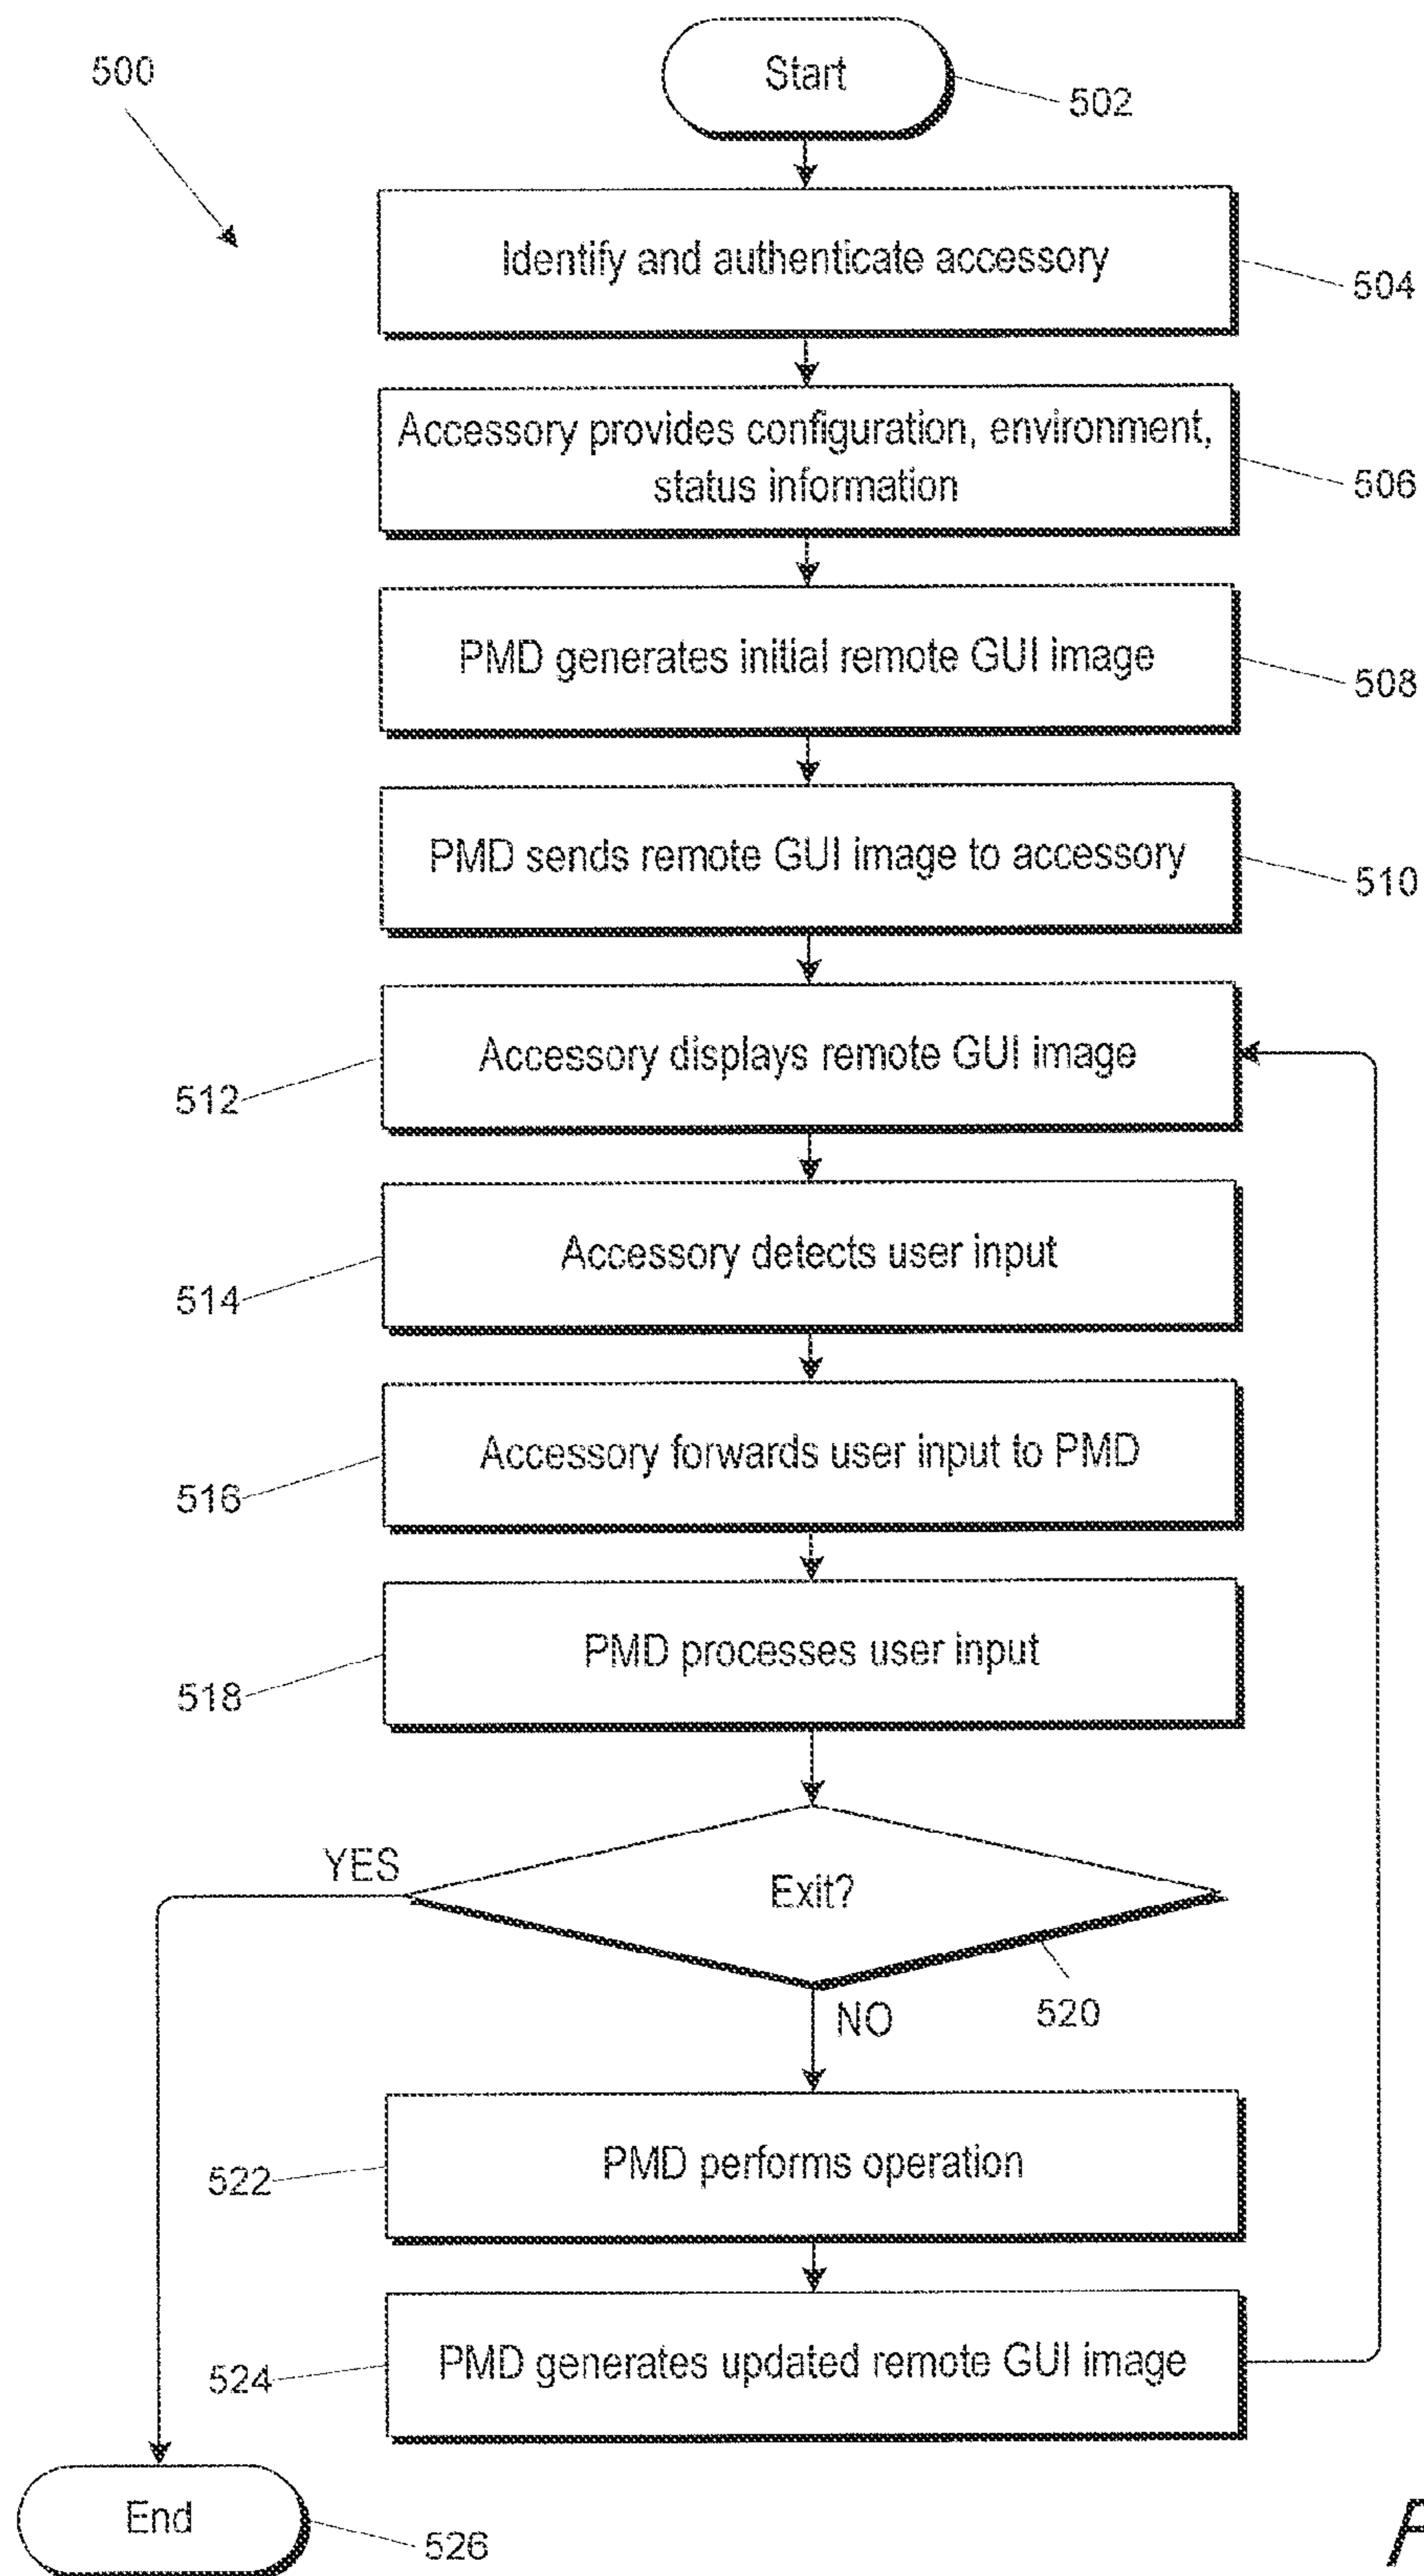 500
Start
502
Identify and authenticate accessory
504
Accessory provides configuration, environment,
status information
506
PMD generates initial remote GUI image
508
PMD sends remote GUI image to accessory
510
Accessory displays remote GUI image
512
Accessory detects user input
514
Accessory forwards user input to PMD
516
PMD processes user input
518
YES
Exit?
NO
520
PMD performs operation
522
PMD generates updated remote GUI image
524
End
526